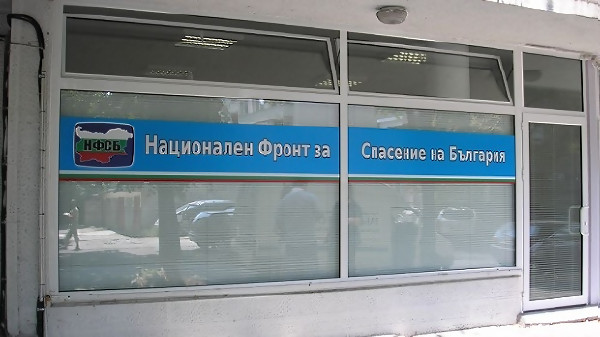 НФСБ
Национален Фронт за Спасение на България